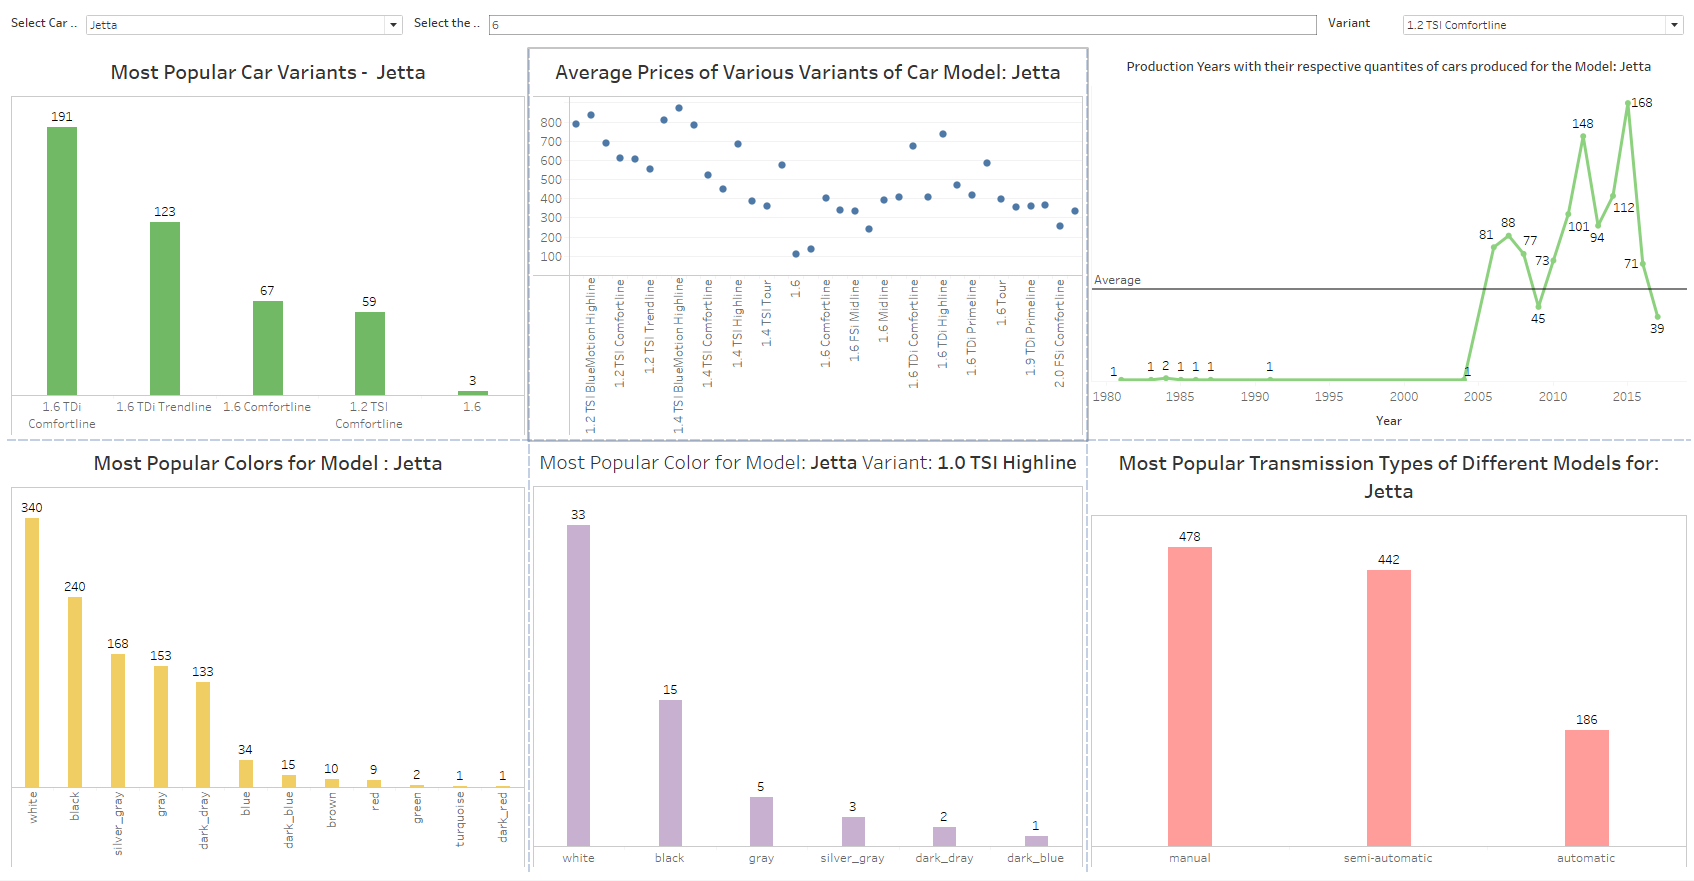 Select Car ..
Jetta
Select the ..
6
Variant
1.2 TSI Comfortline
Most Popular Car Variants - Jetta
191
123
67
59
3
1.6 TDi
Comfortline
1.6 TDi Trendline
1.6 Comfortline
1.2 TSI
Comfortline
1.6
Average Prices of Various Variants of Car Model: Jetta
800
700
600
500
400
300
200
100
1.2 TSI BlueMotion Highline
1.2 TSI Comfortline
1.2 TSI Trendline
1.4 TSI BlueMotion Highline
1.4 TSI Comfortline
1.4 TSI Highline
1.4 TSI Tour
1.6
1.6 Comfortline
1.6 FSi Midline
1.6 Midline
1.6 TDi Comfortline
1.6 TDi Highline
1.6 TDi Primeline
1.6 Tour
1.9 TDi Primeline
2.0 FSi Comfortline
Production Years with their respective quantites of cars produced for the Model: Jetta
168
148
112
101
94
88
81
77
73
71
45
39
Average
1
1
2
1
1
1
1
1
1980
1985
1990
1995
2000
2005
2010
2015
Year
Most Popular Colors for Model : Jetta
340
240
168
153
133
34
15
10
9
2
1
1
white
black
silver_gray
gray
dark_dray
blue
dark_blue
brown
red
green
turquoise
dark_red
Most Popular Color for Model: Jetta Variant: 1.0 TSI Highline
33
15
5
3
2
1
white
black
gray
silver_gray
dark_dray
dark_blue
Most Popular Transmission Types of Different Models for:
Jetta
478
442
186
manual
semi-automatic
automatic